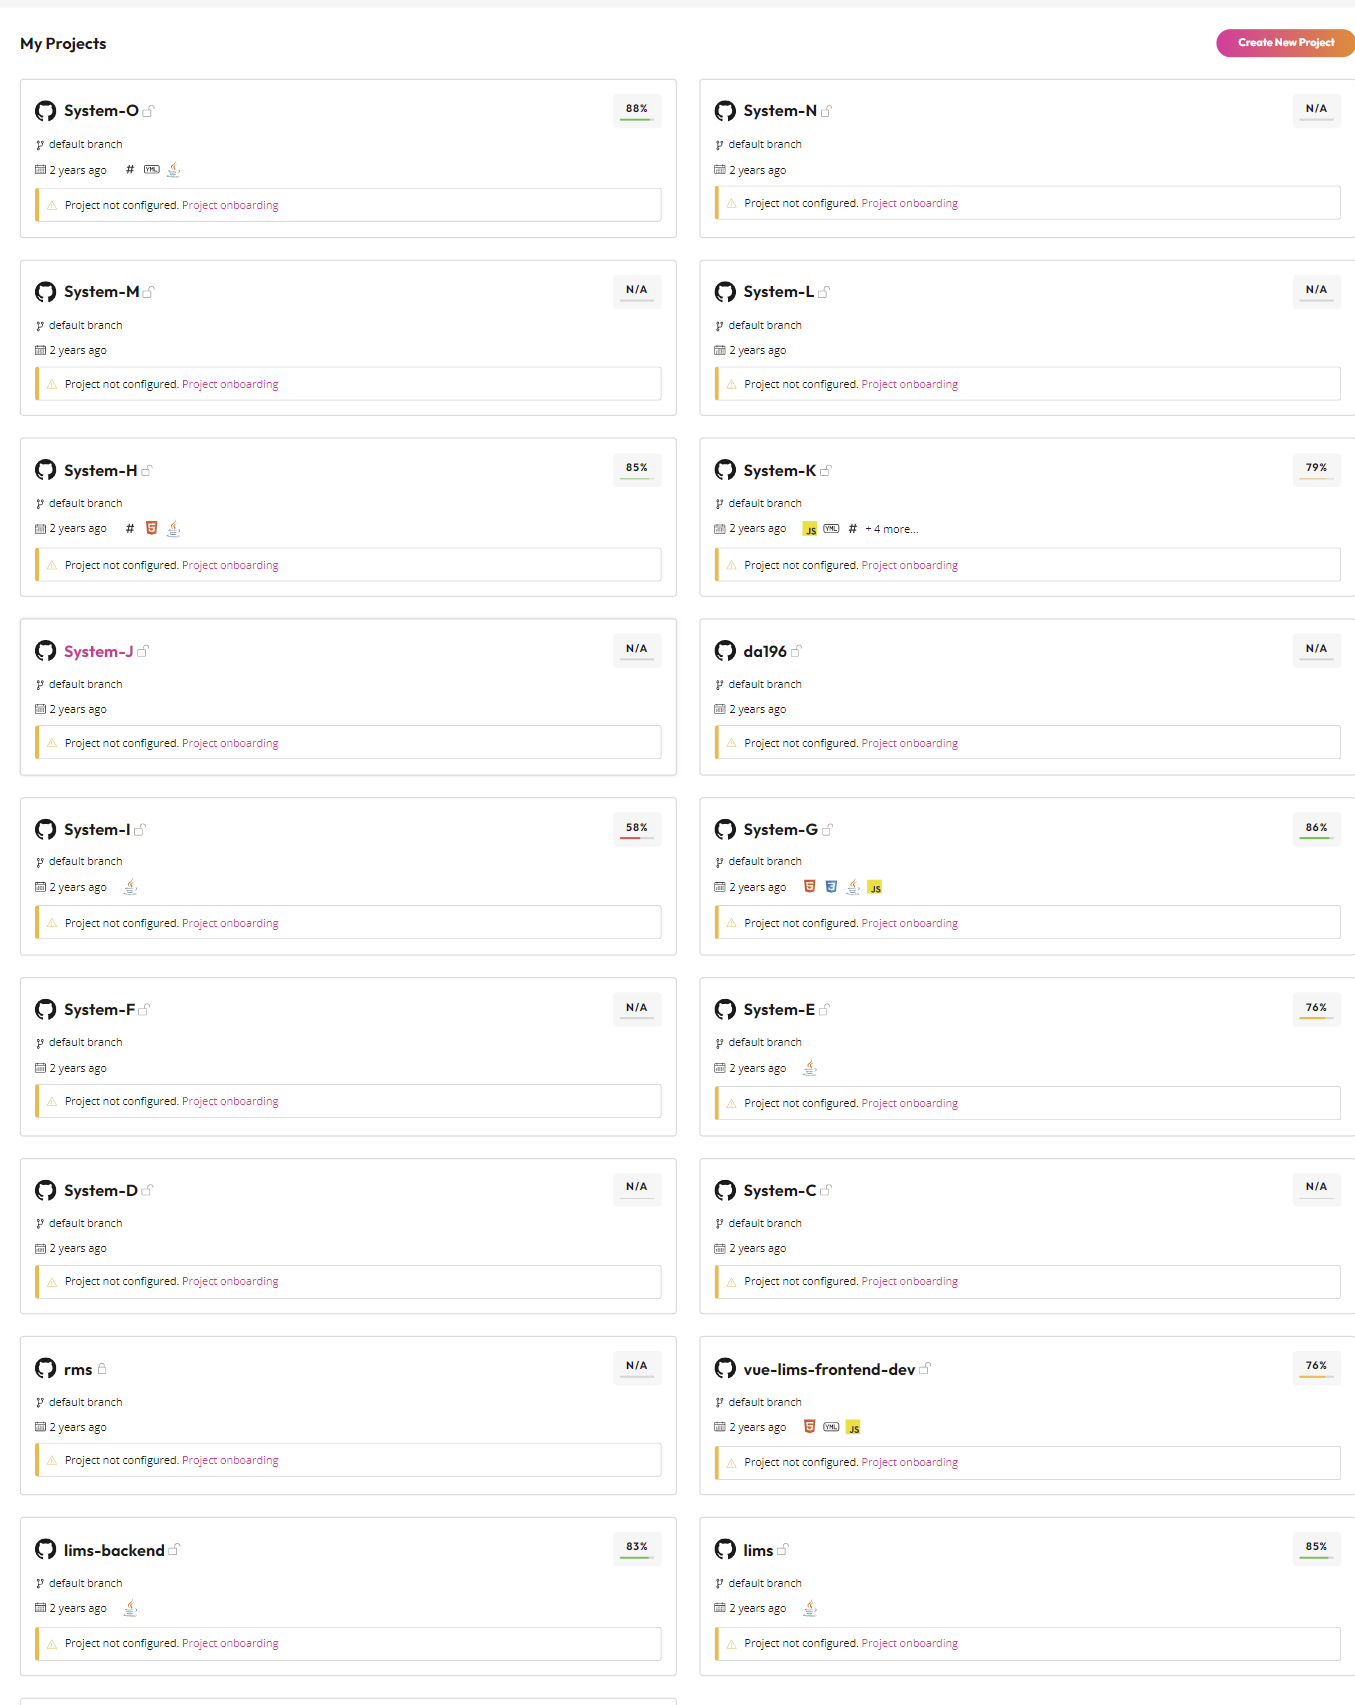 My Projects
Create New Project
System-O
88%
default branch
2 years ago # YML
Project not configured. Project onboarding
System-N
N/A
default branch
2 years ago
Project not configured. Project onboarding
System-M
N/A
default branch
2 years ago
Project not configured. Project onboarding
System-L
N/A
default branch
2 years ago
Project not configured. Project onboarding
System-H
85%
default branch
2 years ago #
Project not configured. Project onboarding
System-K
79%
default branch
2 years ago JS YML # + 4 more...
Project not configured. Project onboarding
System-J
N/A
default branch
2 years ago
Project not configured. Project onboarding
da196
N/A
default branch
2 years ago
Project not configured. Project onboarding
System-I
58%
default branch
2 years ago
Project not configured. Project onboarding
System-G
86%
default branch
2 years ago JS
Project not configured. Project onboarding
System-F
N/A
default branch
2 years ago
Project not configured. Project onboarding
System-E
76%
default branch
2 years ago
Project not configured. Project onboarding
System-D
N/A
default branch
2 years ago
Project not configured. Project onboarding
System-C
N/A
default branch
2 years ago
Project not configured. Project onboarding
rms
N/A
default branch
2 years ago
Project not configured. Project onboarding
vue-lims-frontend-dev
76%
default branch
2 years ago YML JS
Project not configured. Project onboarding
lims-backend
83%
default branch
2 years ago
Project not configured. Project onboarding
lims
85%
default branch
2 years ago
Project not configured. Project onboarding